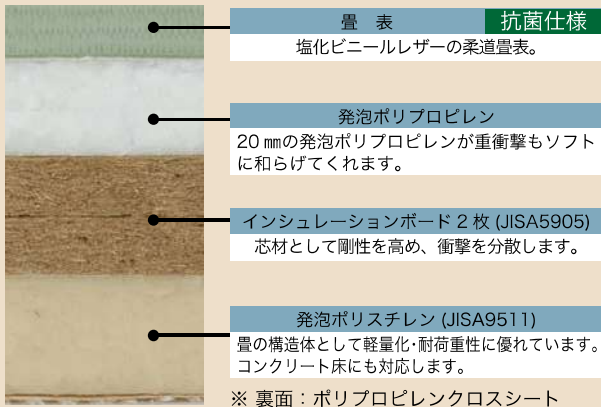 畳　表　抗菌仕様
塩化ビニールレザーの柔道畳表。
発泡ポリプロピレン
20㎜の発泡ポリプロピレンが重衝撃もソフト
に和らげてくれます。
インシュレーションボード2枚(JISA5905)
芯材として剛性を高め、衝撃を分散します。
発泡ポリスチレン(JISA9511)
畳の構造体として軽量化･耐荷重性に優れています。
コンクリート床にも対応します。
※ 裏面：ポリプロピレンクロスシート